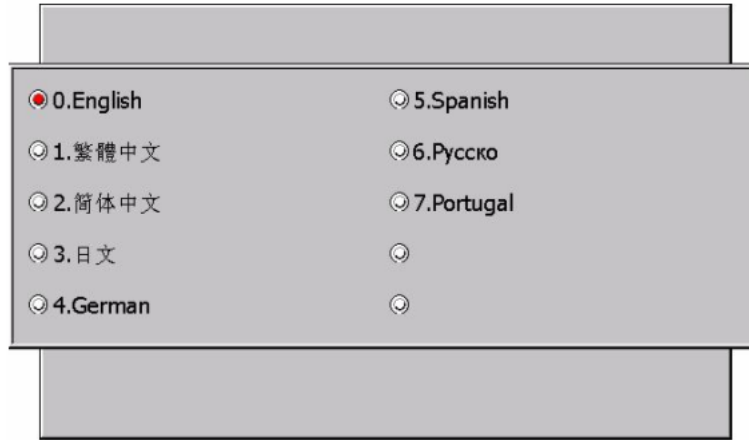 0.English
1.繁體中文
2.简体中文
3.日文
4.German
5.Spanish
6.Русско
7.Portugal